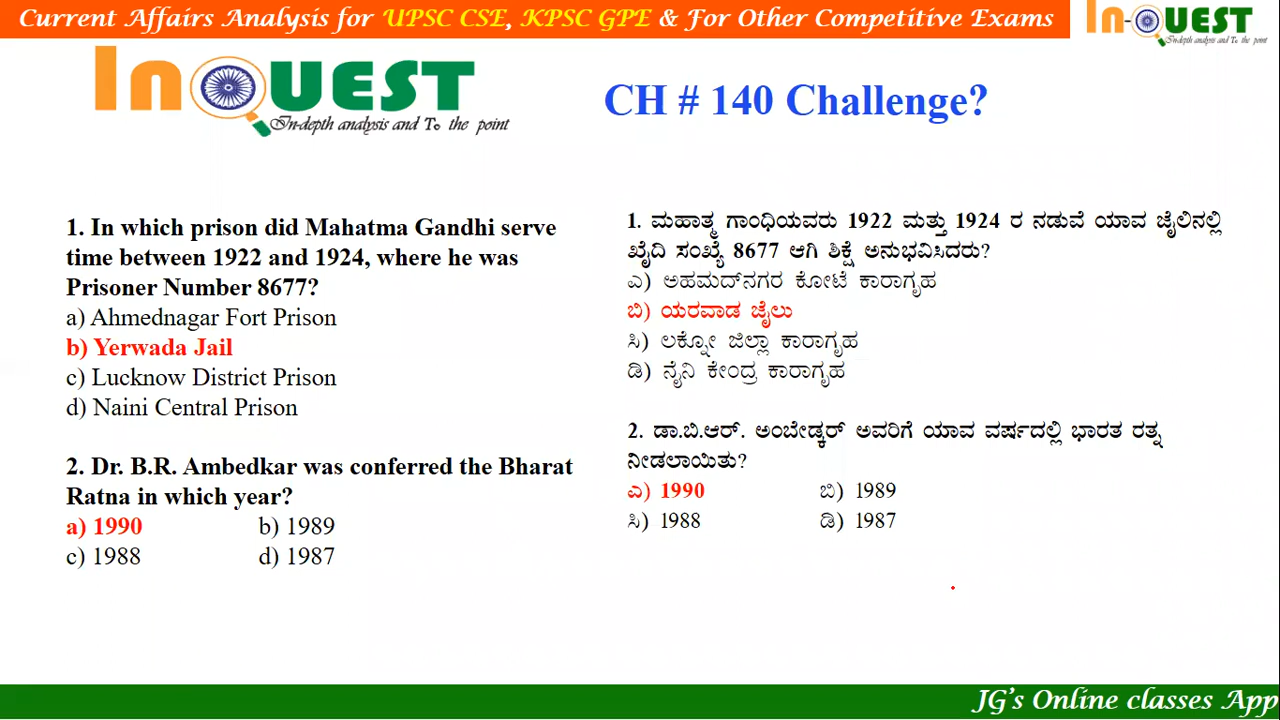 Current Affairs Analysis for UPSC CSE, KPSC GPE & For Other Competitive Exams
In-QUEST
In-depth analysis and To the point
InQUEST
In-depth analysis and To the point
CH # 140 Challenge?
1. In which prison did Mahatma Gandhi serve
time between 1922 and 1924, where he was
Prisoner Number 8677?
a) Ahmednagar Fort Prison
b) Yerwada Jail
c) Lucknow District Prison
d) Naini Central Prison
2. Dr. B.R. Ambedkar was conferred the Bharat
Ratna in which year?
a) 1990 b) 1989
c) 1988 d) 1987
1. ಮಹಾತ್ಮ ಗಾಂಧಿಯವರು 1922 ಮತ್ತು 1924 ರ ನಡುವೆ ಯಾವ ಜೈಲಿನಲ್ಲಿ
ಖೈದಿ ಸಂಖ್ಯೆ 8677 ಆಗಿ ಶಿಕ್ಷೆ ಅನುಭವಿಸಿದರು?
ಎ) ಅಹಮದ್‌ನಗರ ಕೋಟೆ ಕಾರಾಗೃಹ
ಬಿ) ಯರವಾಡ ಜೈಲು
ಸಿ) ಲಕ್ನೋ ಜಿಲ್ಲಾ ಕಾರಾಗೃಹ
ಡಿ) ನೈನಿ ಕೇಂದ್ರ ಕಾರಾಗೃಹ
2. ಡಾ.ಬಿ.ಆರ್. ಅಂಬೇಡ್ಕರ್ ಅವರಿಗೆ ಯಾವ ವರ್ಷದಲ್ಲಿ ಭಾರತ ರತ್ನ
ನೀಡಲಾಯಿತು?
ಎ) 1990 ಬಿ) 1989
ಸಿ) 1988 ಡಿ) 1987
JG's Online classes App